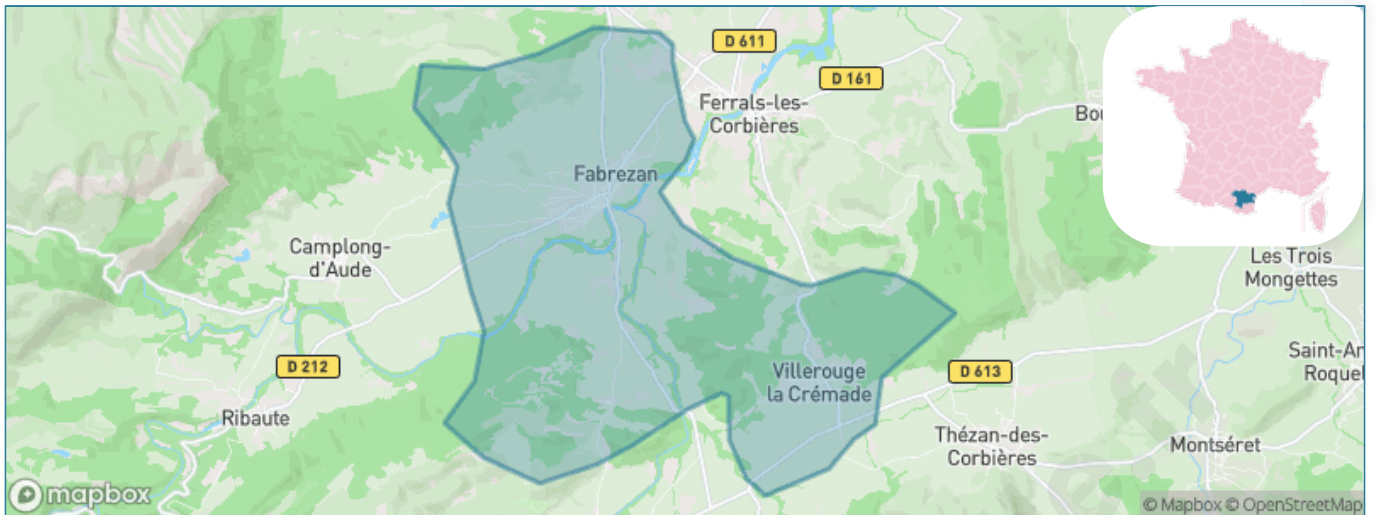 D 611
D 161
Ferrals-les-
Corbières
Bou
Fabrezan
Camplong-
d'Aude
Les Trois
Mongettes
D 212
Villerouge
la Crémade
D 613
Saint-An
Roquel
Ribaute
Thézan-des-
Corbières
Montséret
mapbox
© Mapbox © OpenStreetMap